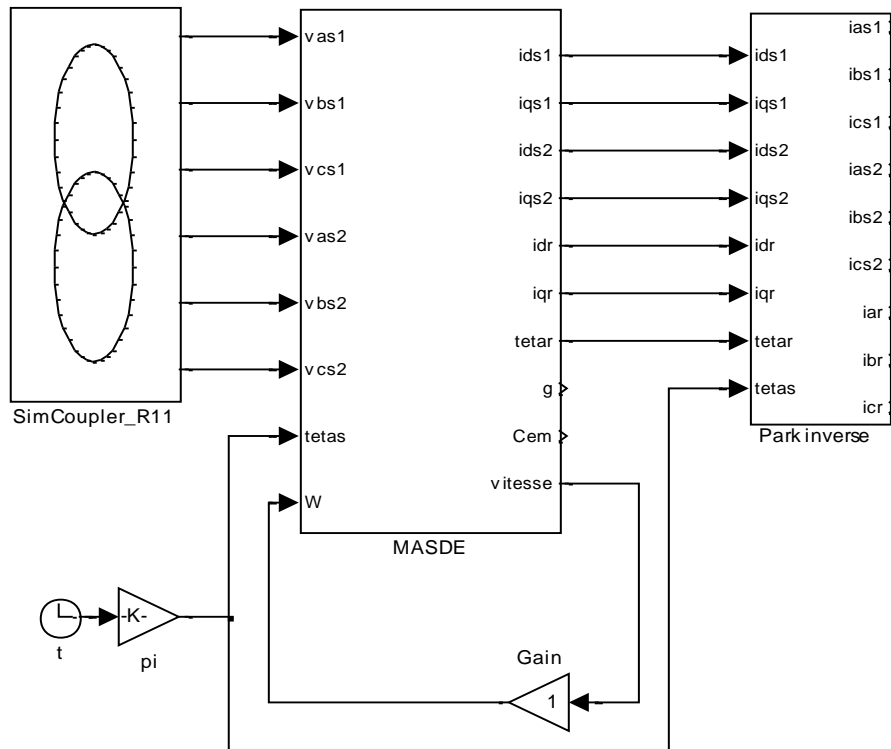 vas1
vbs1
vcs1
vas2
vbs2
vcs2
tetas
W
ids1
iqs1
ids2
iqs2
idr
iqr
tetar
g
Cem
vitesse
ids1
iqs1
ids2
iqs2
idr
iqr
tetar
tetas
ias1
ibs1
ics1
ias2
ibs2
ics2
iar
ibr
icr
SimCoupler_R11
MASDE
Park inverse
-K-
t
pi
Gain
1